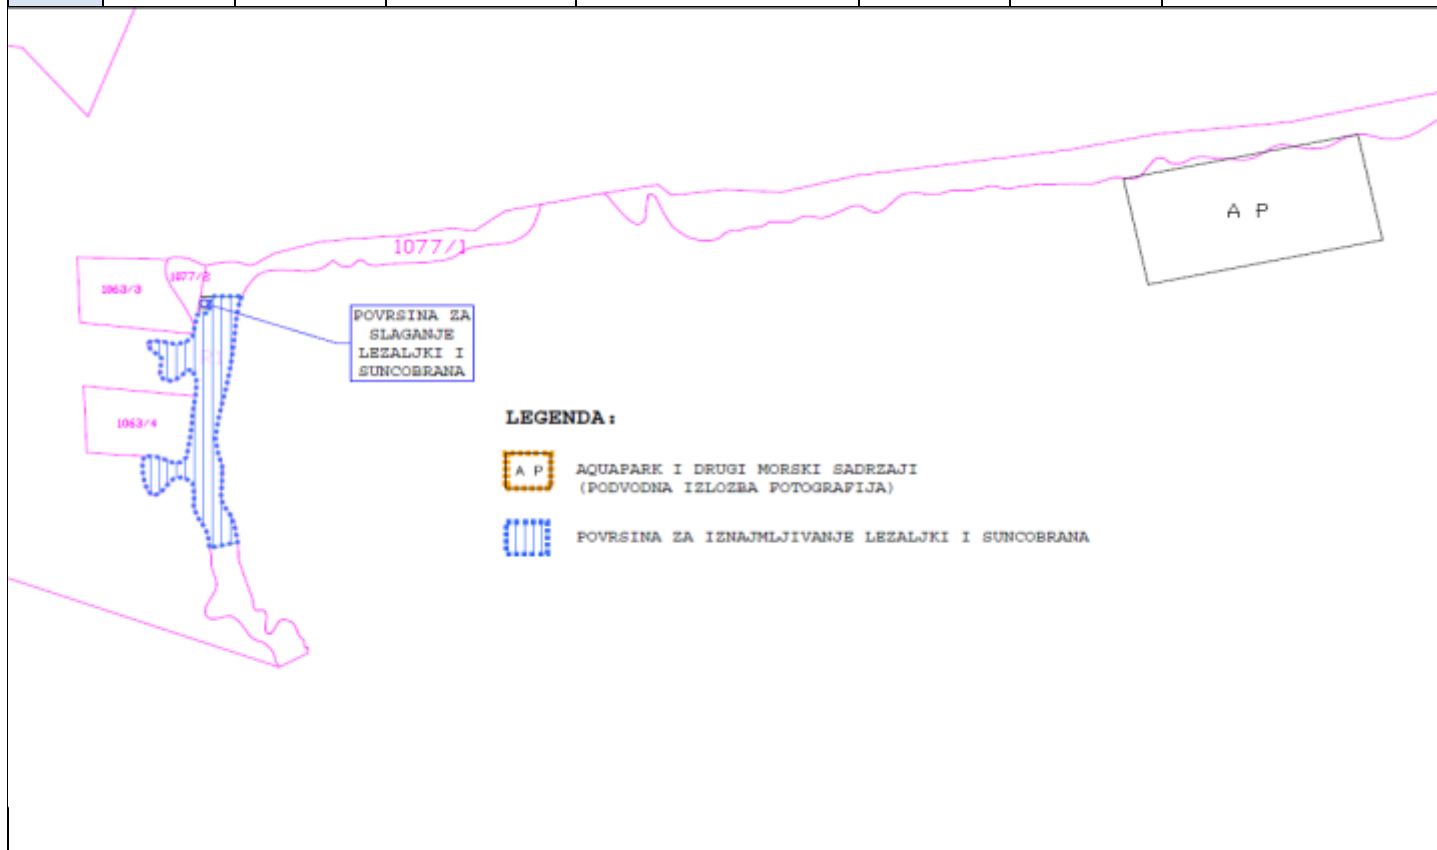 A P
1077/1
1077/2
1063/3
POVRSINA ZA
SLAGANJE
LEZALJKI I
SUNCOBRANA
1063/4
LEGENDA:
A P
AQUAPARK I DRUGI MORSKI SADRZAJI
(PODVODNA IZLOZBA FOTOGRAFIJA)
POVRSINA ZA IZNAJMLJIVANJE LEZALJKI I SUNCOBRANA